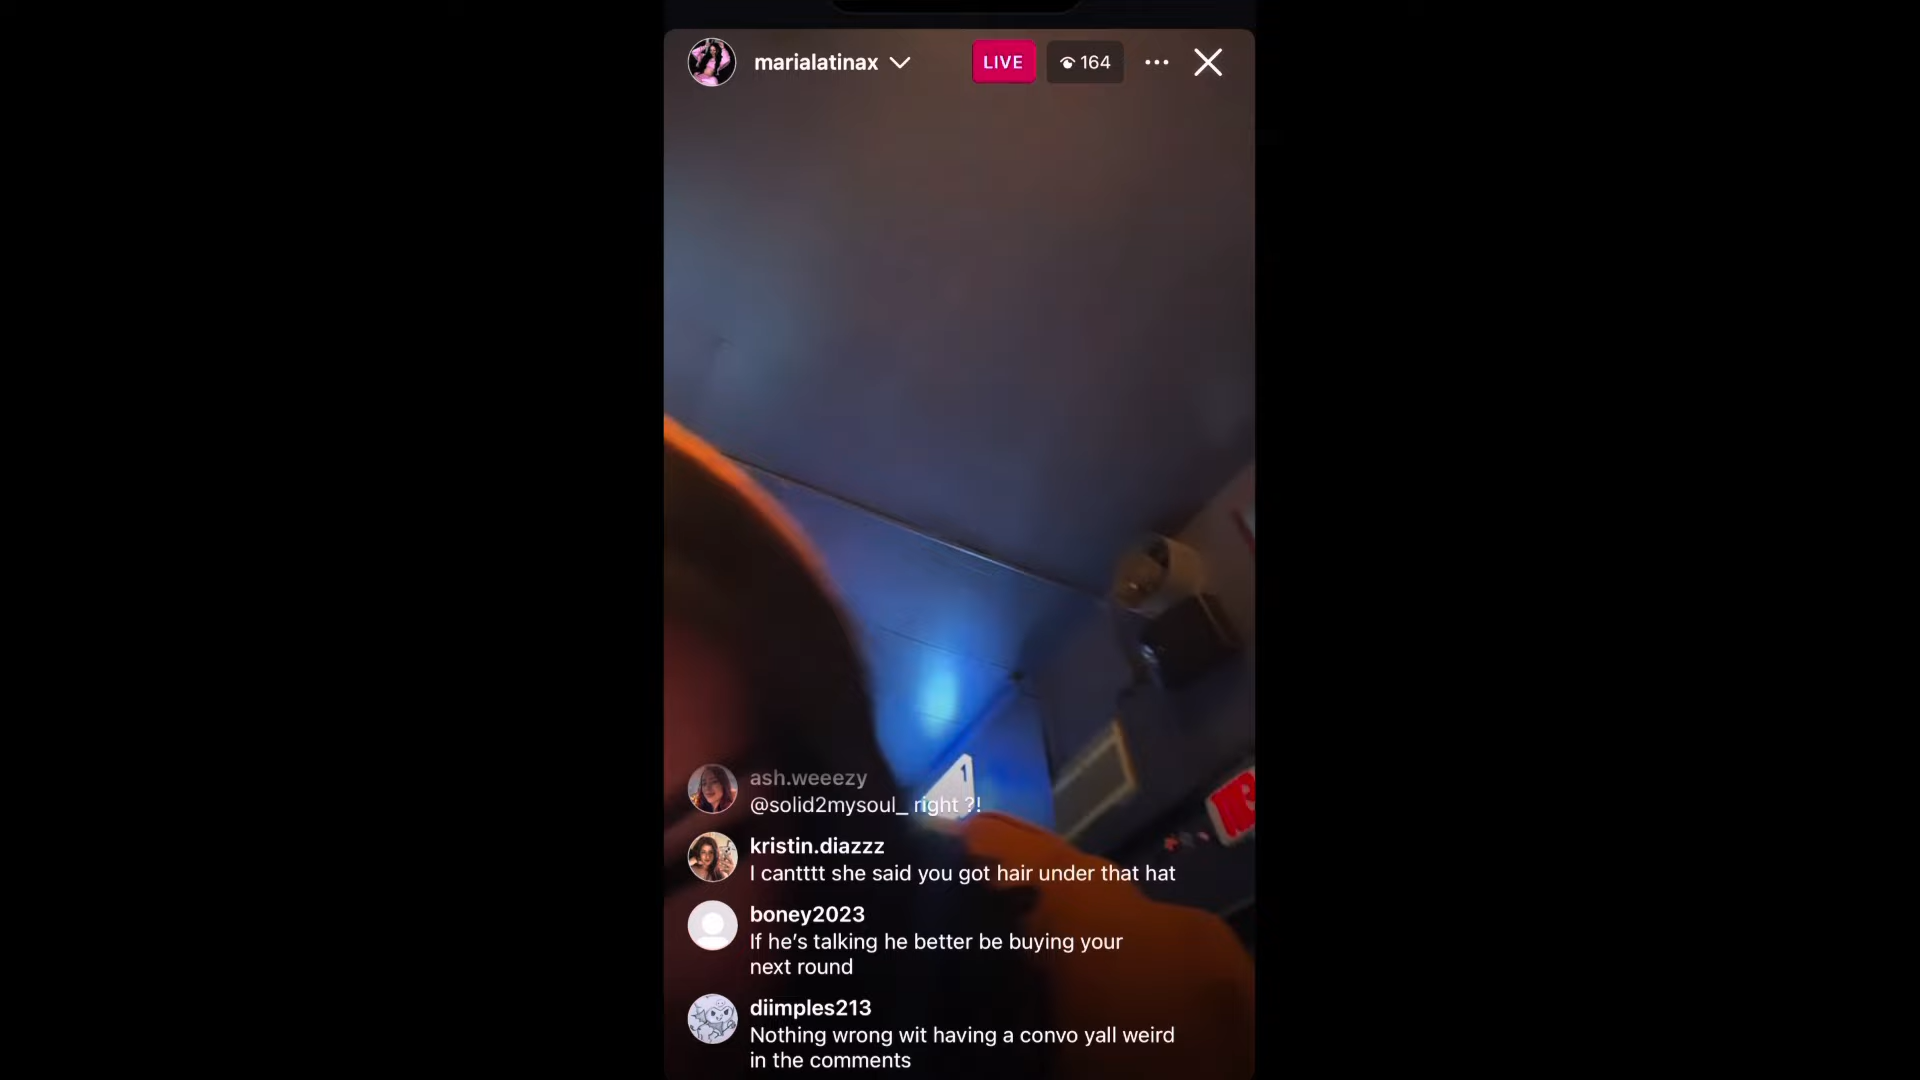 marialatinax
LIVE
164
1
ash.weeezy
@solid2mysoul_ right ?!
kristin.diazzz
I cantttt she said you got hair under that hat
boney2023
If he's talking he better be buying your
next round
diimples213
Nothing wrong wit having a convo yall weird
in the comments